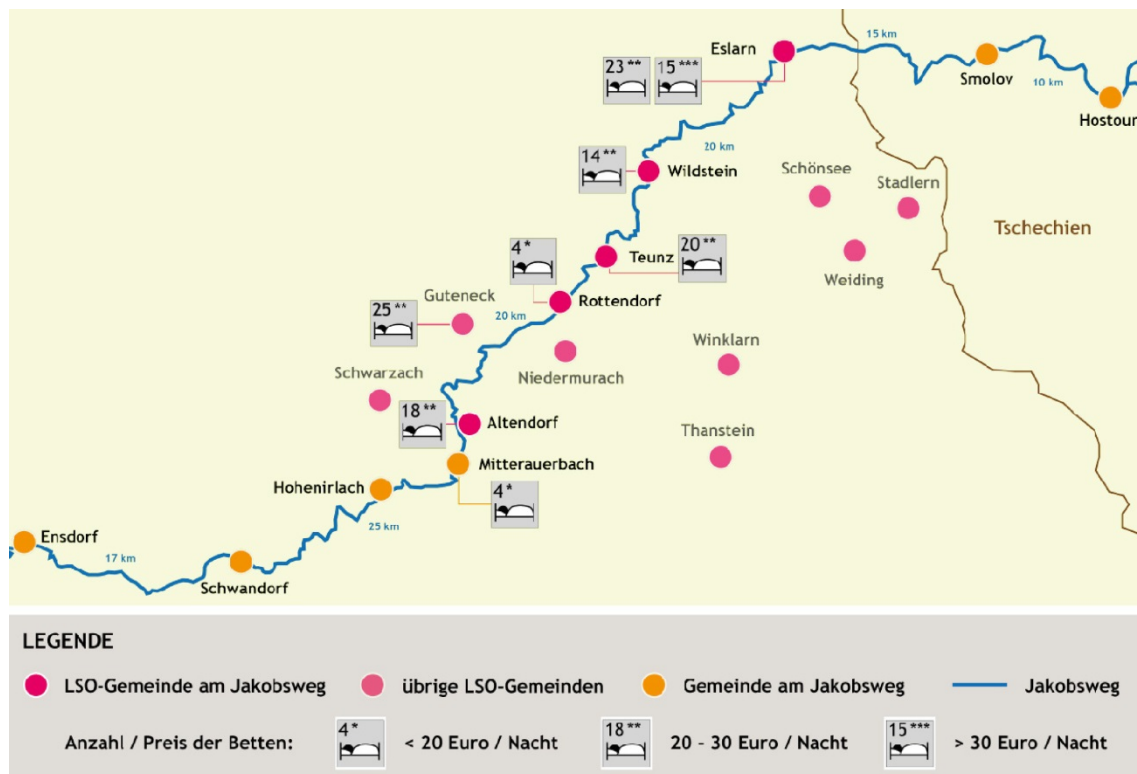 15 km
Eslarn
23 **
15 ***
Smolov
10 km
Hostoun
20 km
14 **
Wildstein
Schönsee
Stadlern
Tschechien
4 *
Teunz
20 **
Weiding
Guteneck
Rottendorf
25 **
20 km
Winklarn
Niedermurach
Schwarzach
18 **
Altendorf
Thanstein
Mitterauerbach
Hohenirlach
4 *
25 km
Ensdorf
17 km
Schwandorf
LEGENDE
LSO-Gemeinde am Jakobsweg übrige LSO-Gemeinden Gemeinde am Jakobsweg Jakobsweg
Anzahl / Preis der Betten: 4 * < 20 Euro / Nacht 18 ** 20 - 30 Euro / Nacht 15 *** > 30 Euro / Nacht